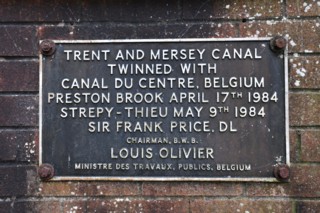 TRENT AND MERSEY CANAL
TWINNED WITH
CANAL DU CENTRE, BELGIUM
PRESTON BROOK APRIL 17TH 1984
STREPY-THIEU MAY 9TH 1984
SIR FRANK PRICE, DL
CHAIRMAN, B.W.B.
LOUIS OLIVIER
MINISTRE DES TRAVAUX, PUBLICS, BELGIUM